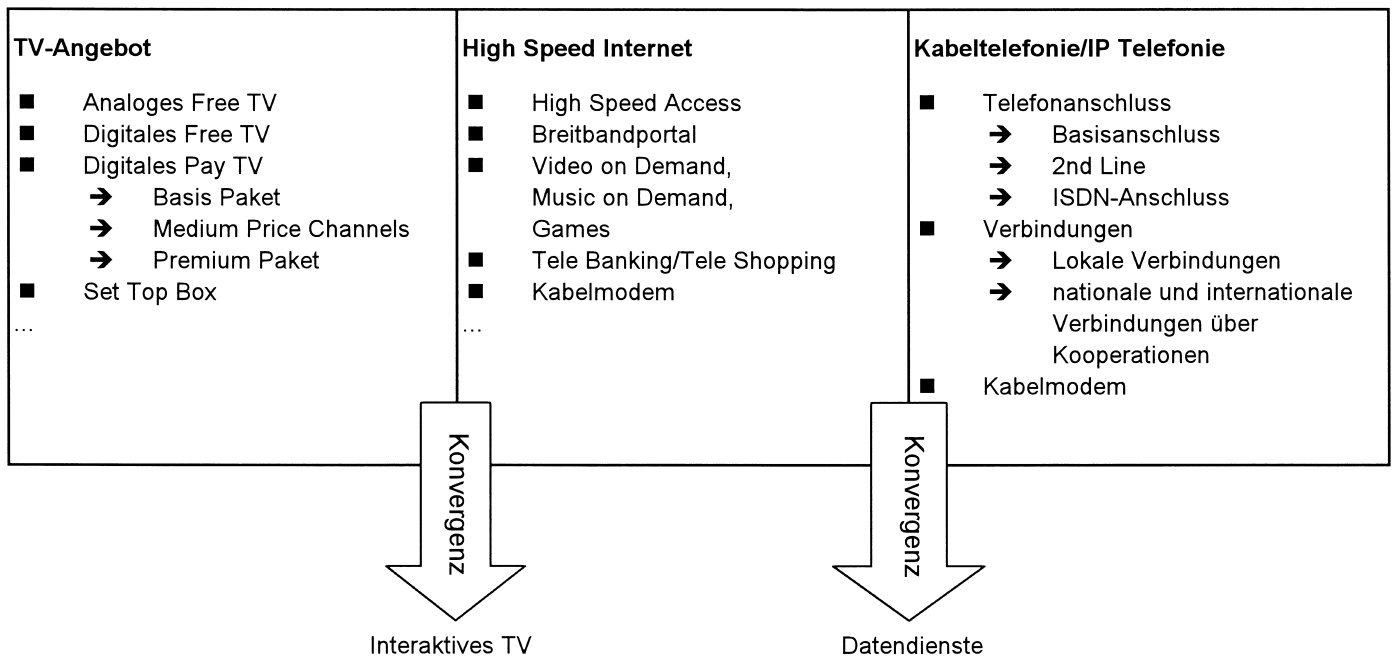 TV-Angebot
■ Analoges Free TV
■ Digitales Free TV
■ Digitales Pay TV
➔ Basis Paket
➔ Medium Price Channels
➔ Premium Paket
■ Set Top Box
...
High Speed Internet
■ High Speed Access
■ Breitbandportal
■ Video on Demand,
Music on Demand,
Games
■ Tele Banking/Tele Shopping
■ Kabelmodem
...
Kabeltelefonie/IP Telefonie
■ Telefonanschluss
➔ Basisanschluss
➔ 2nd Line
➔ ISDN-Anschluss
■ Verbindungen
➔ Lokale Verbindungen
➔ nationale und internationale
Verbindungen über
Kooperationen
■ Kabelmodem
Konvergenz
Konvergenz
Interaktives TV
Datendienste